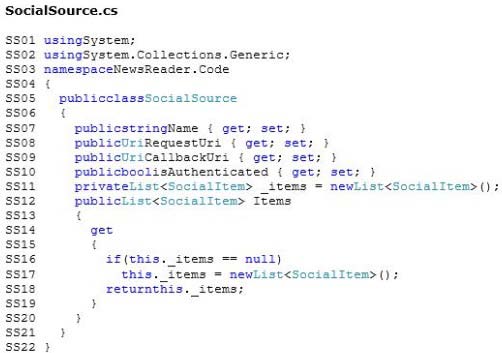 SocialSource.cs
SS01 usingSystem;
SS02 usingSystem.Collections.Generic;
SS03 namespaceNewsReader.Code
SS04 {
SS05   publicclassSocialSource
SS06   {
SS07     publicstringName { get; set; }
SS08     publicUriRequestUri { get; set; }
SS09     publicUriCallbackUri { get; set; }
SS10     publicboolisAuthenticated { get; set; }
SS11     privateList<SocialItem> _items = newList<SocialItem>();
SS12     publicList<SocialItem> Items
SS13     {
SS14       get
SS15       {
SS16         if(this._items == null)
SS17           this._items = newList<SocialItem>();
SS18         returnthis._items;
SS19       }
SS20     }
SS21   }
SS22 }